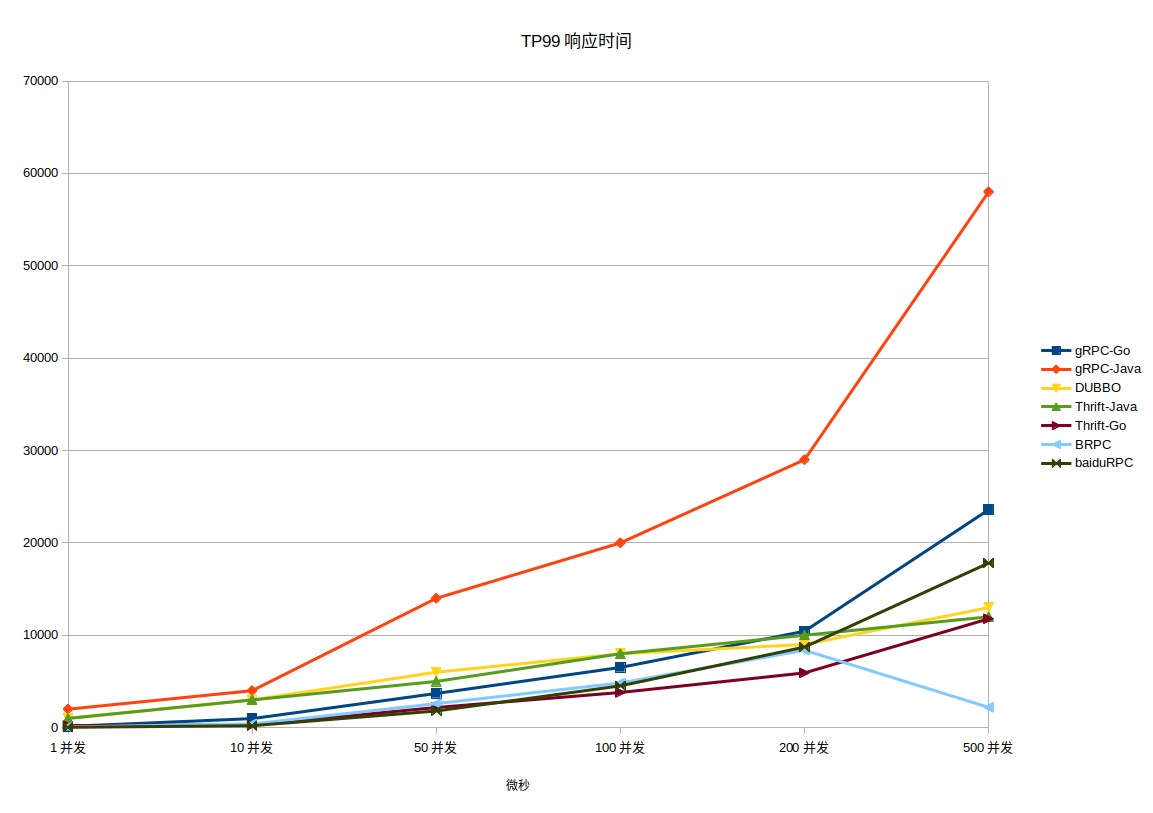 TP99 响应时间
70000
60000
50000
40000
30000
20000
10000
0
1 并发
10 并发
50 并发
100 并发
200 并发
500 并发
微秒
gRPC-Go
gRPC-Java
DUBBO
Thrift-Java
Thrift-Go
BRPC
baiduRPC